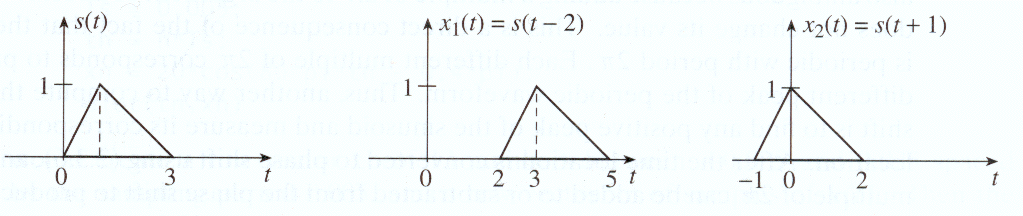 s(t)
1
0 3 t
x₁(t) = s(t − 2)
1
0 2 3 5 t
x₂(t) = s(t + 1)
1
−1 0 2 t